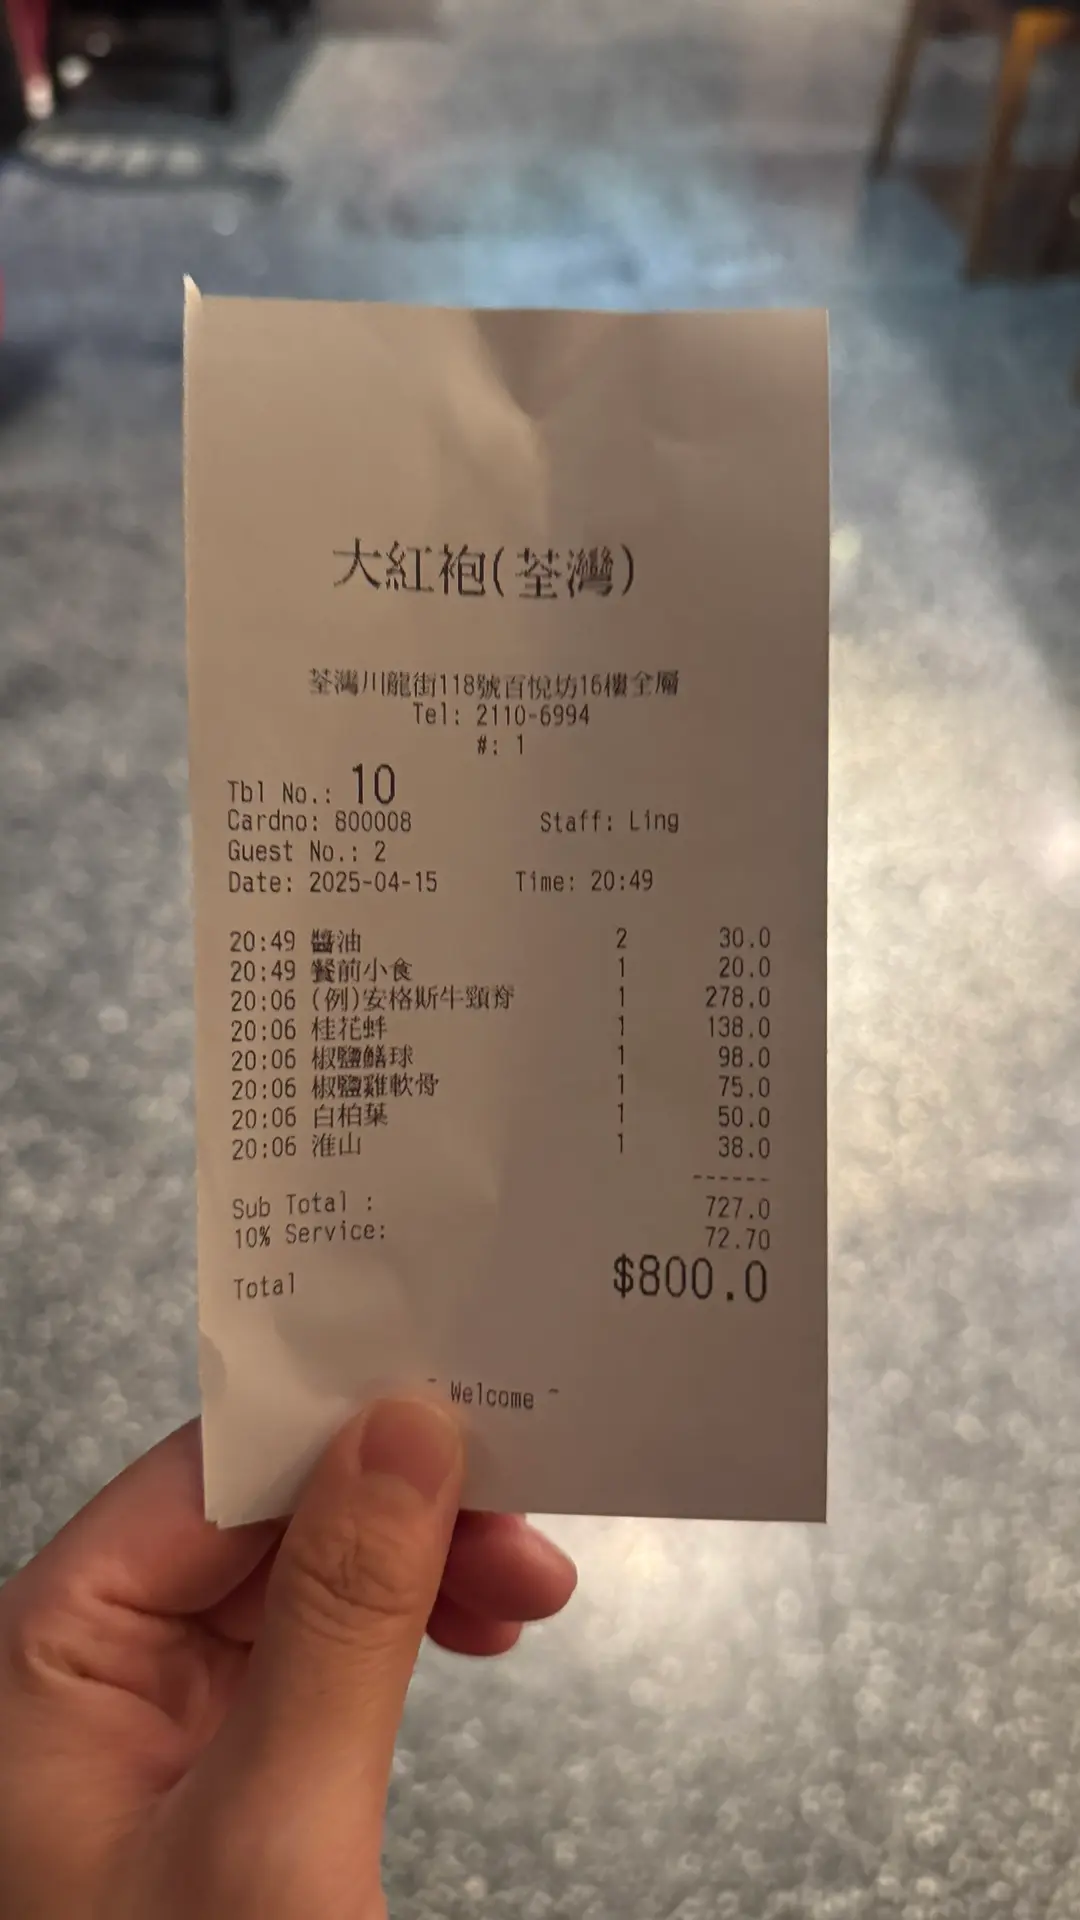 大紅袍(荃灣)
荃灣川龍街118號百悅坊16樓全層
Tel: 2110-6994
#: 1
Tbl No.: 10
Cardno: 800008 Staff: Ling
Guest No.: 2
Date: 2025-04-15 Time: 20:49
20:49 醬油 2 30.0
20:49 餐前小食 1 20.0
20:06 (例)安格斯牛頸脊 1 278.0
20:06 桂花蚌 1 138.0
20:06 椒鹽鱔球 1 98.0
20:06 椒鹽雞軟骨 1 75.0
20:06 白柏葉 1 50.0
20:06 淮山 1 38.0
------
Sub Total : 727.0
10% Service: 72.70
Total $800.0
~ Welcome ~